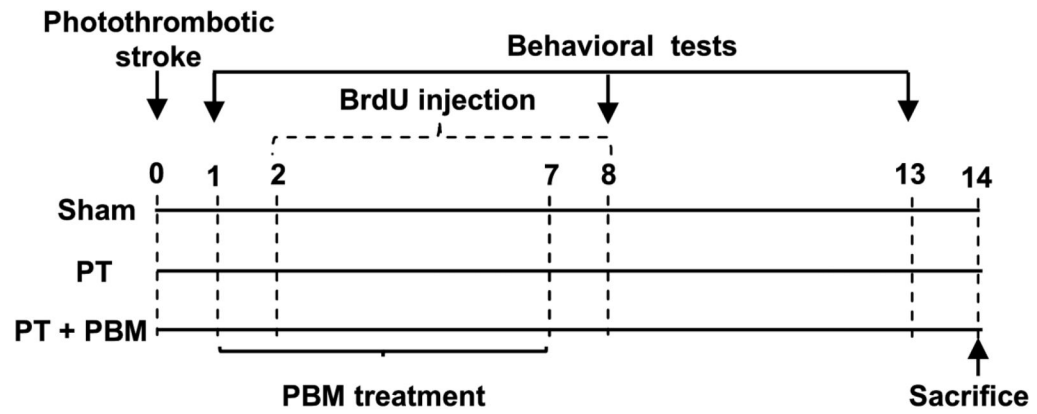 Photothrombotic
stroke
Behavioral tests
BrdU injection
0 1 2 7 8 13 14
Sham
PT
PT + PBM
PBM treatment
Sacrifice